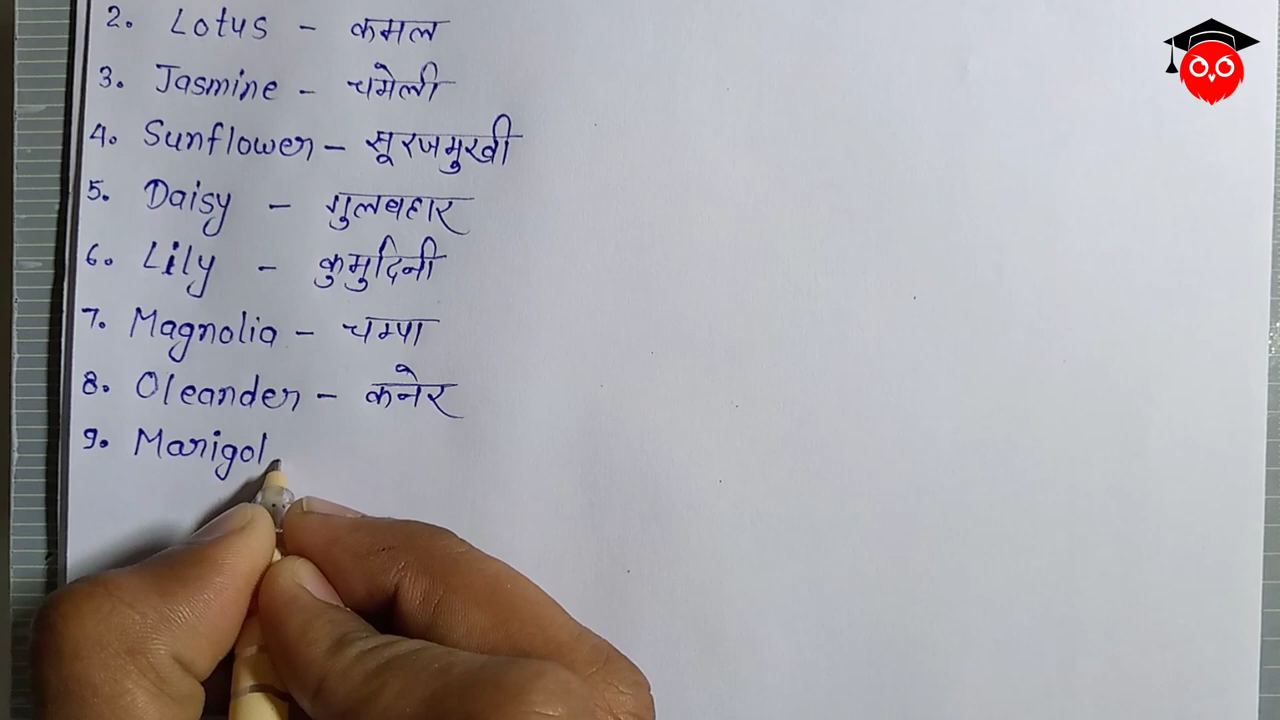 2. Lotus - कमल
3. Jasmine - चमेली
4. Sunflower - सूरजमुखी
5. Daisy - गुलबहार
6. Lily - कुमुदिनी
7. Magnolia - चम्पा
8. Oleander - कनेर
9. Marigol